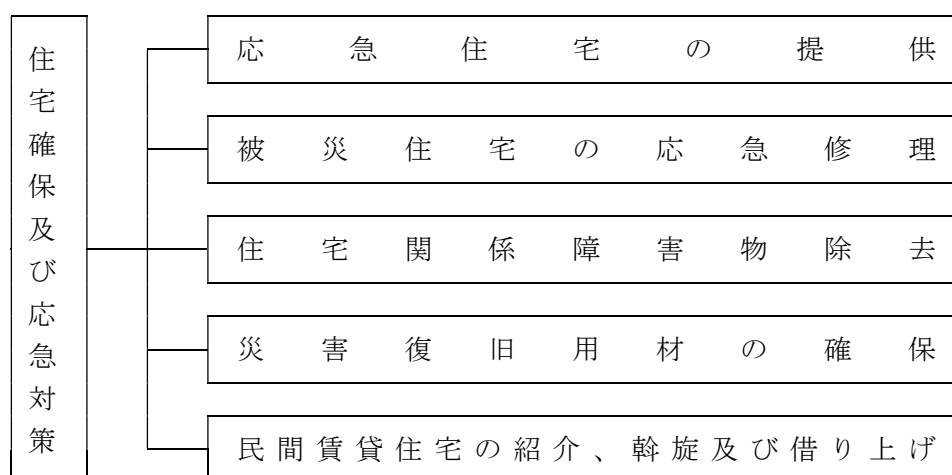 住宅確保及び応急対策
応急住宅の提供
被災住宅の応急修理
住宅関係障害物除去
災害復旧用材の確保
民間賃貸住宅の紹介、斡旋及び借り上げ